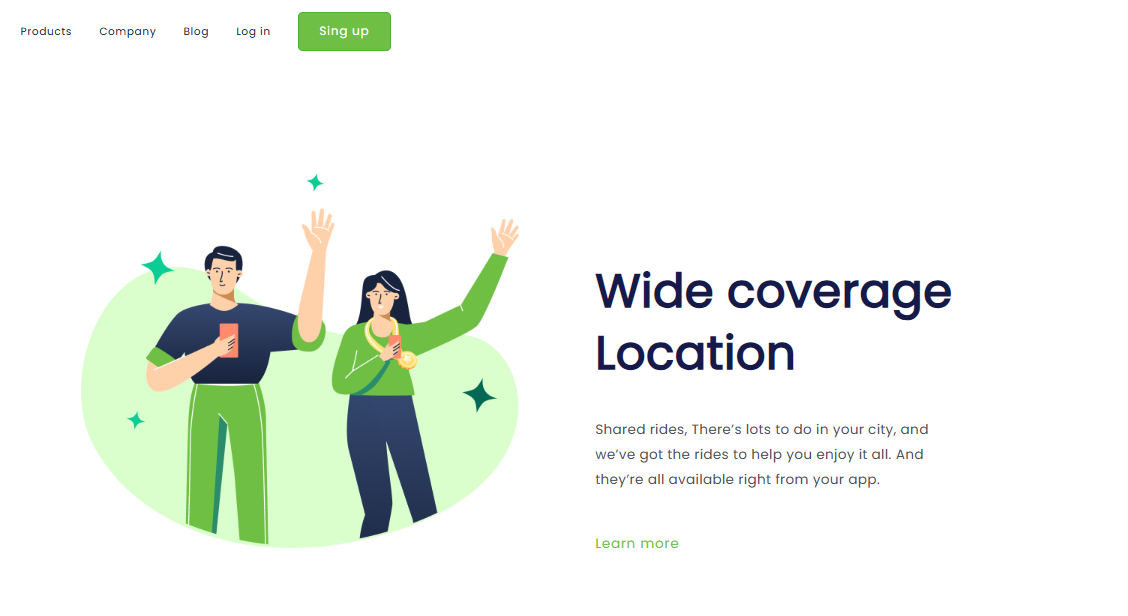 Products Company Blog Log in Sing up
Wide coverage
Location
Shared rides, There’s lots to do in your city, and
we’ve got the rides to help you enjoy it all. And
they’re all available right from your app.
Learn more